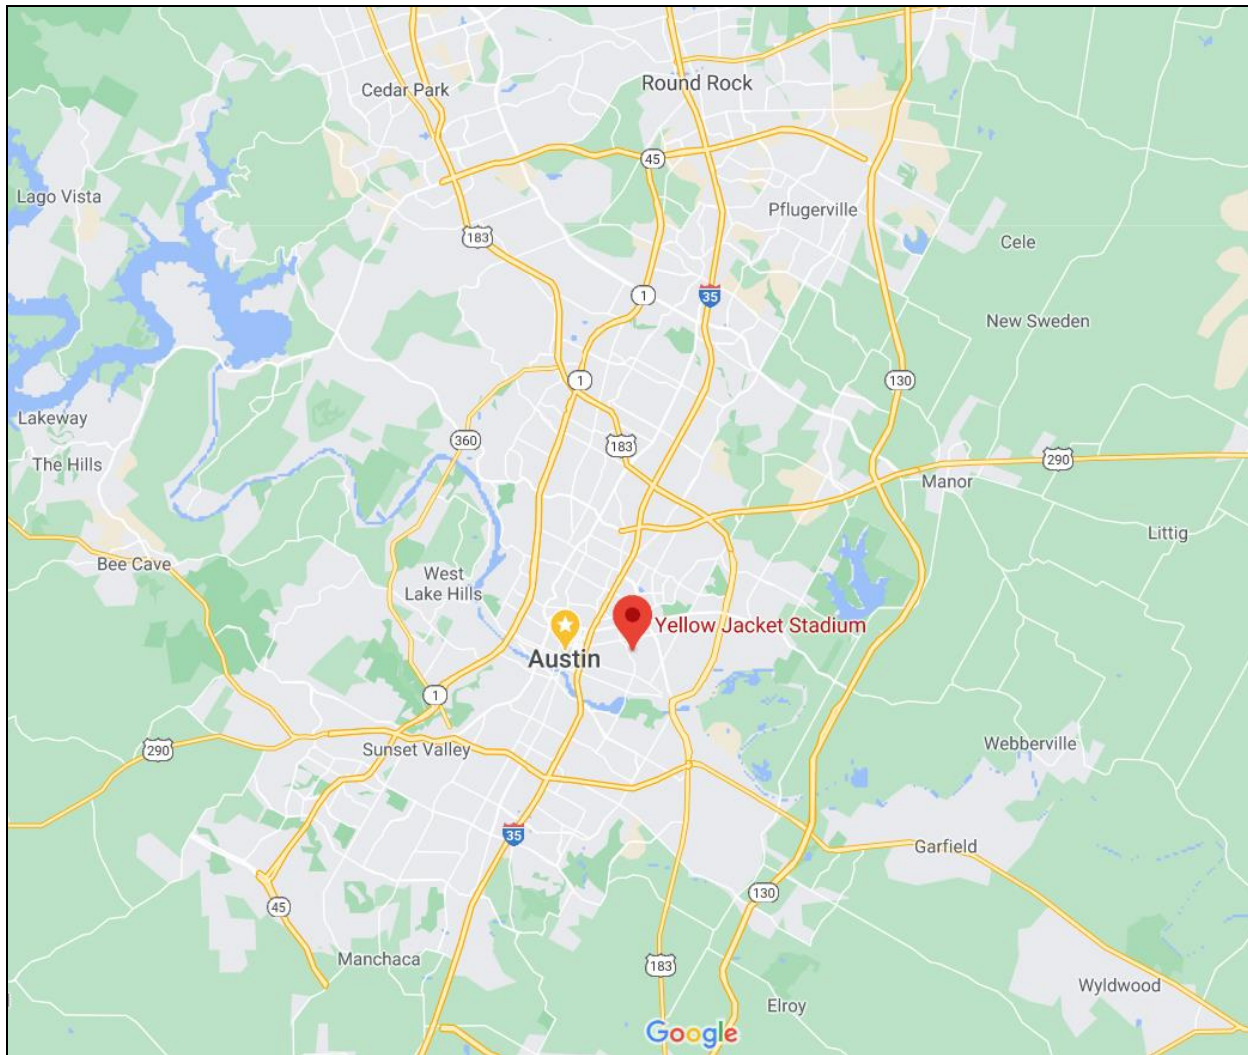 Round Rock
Cedar Park
45
Lago Vista
Pflugerville
183
Cele
1
35
New Sweden
1
130
Lakeway
360
183
The Hills
290
Manor
Littig
Bee Cave
West
Lake Hills
Yellow Jacket Stadium
Austin
1
290
Sunset Valley
Webberville
35
Garfield
130
45
Manchaca
183
Wyldwood
Elroy
Google